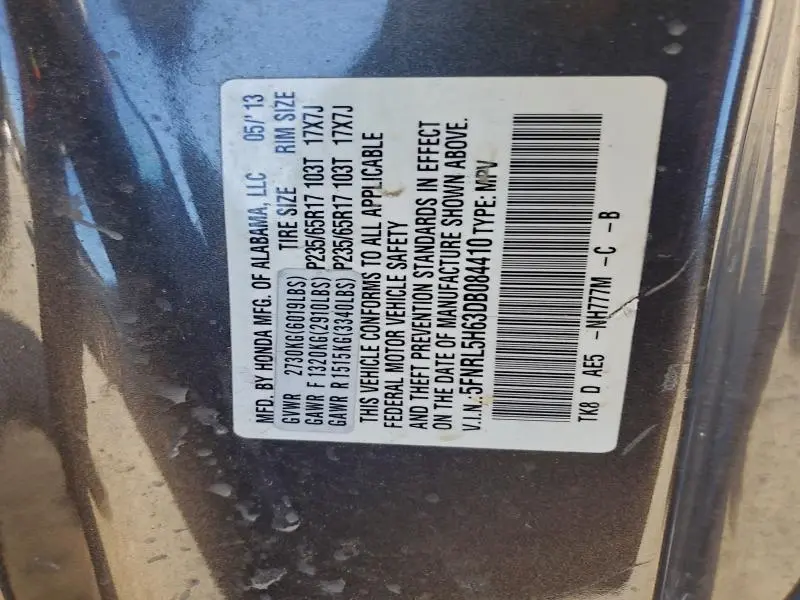 MFD. BY HONDA MFG. OF ALABAMA, LLC 05/'13
GVWR 2730KG(6019LBS) TIRE SIZE RIM SIZE
GAWR F 1320KG(2910LBS) P235/65R17 103T 17X7J
GAWR R 1515KG(3340LBS) P235/65R17 103T 17X7J
THIS VEHICLE CONFORMS TO ALL APPLICABLE
FEDERAL MOTOR VEHICLE SAFETY
AND THEFT PREVENTION STANDARDS IN EFFECT
ON THE DATE OF MANUFACTURE SHOWN ABOVE.
V.I.N.:5FNRL5H63DB084410 TYPE: MPV
TK8 D AE5 -NH777M -C -B